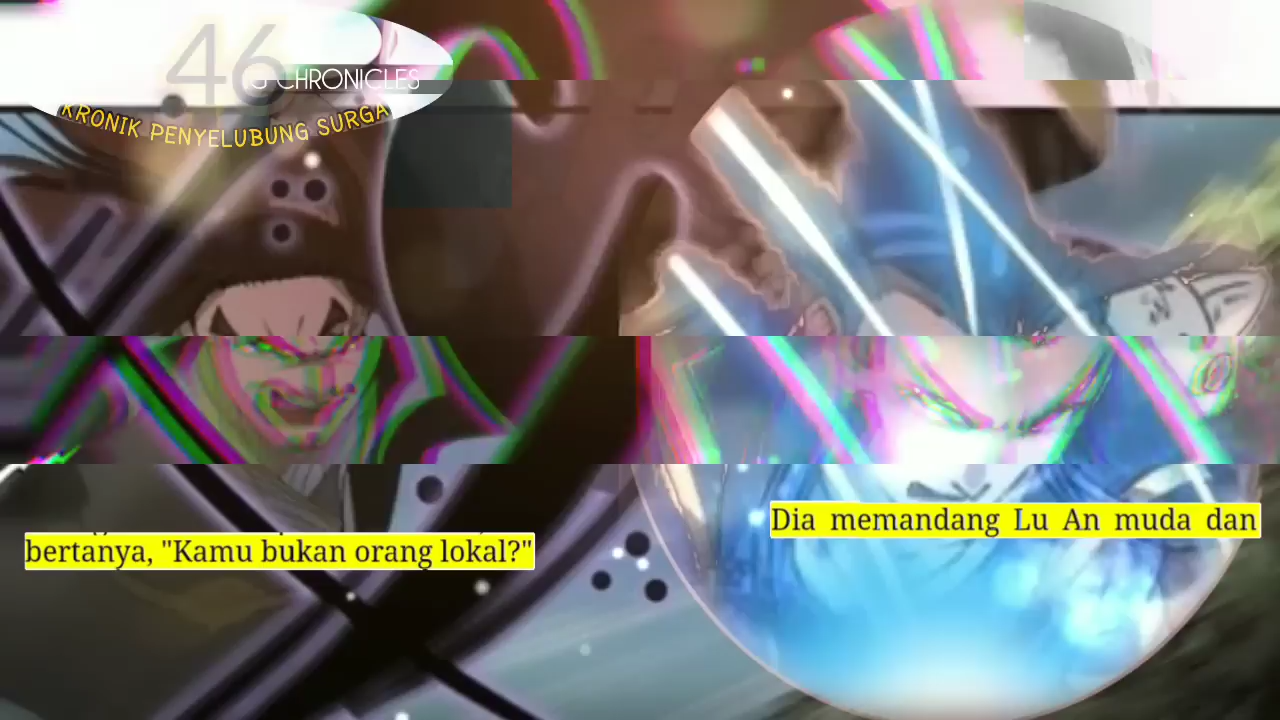 46
CHRONICLES
KRONIK PENYELUBUNG SURGA
Dia memandang Lu An muda dan
bertanya, "Kamu bukan orang lokal?"